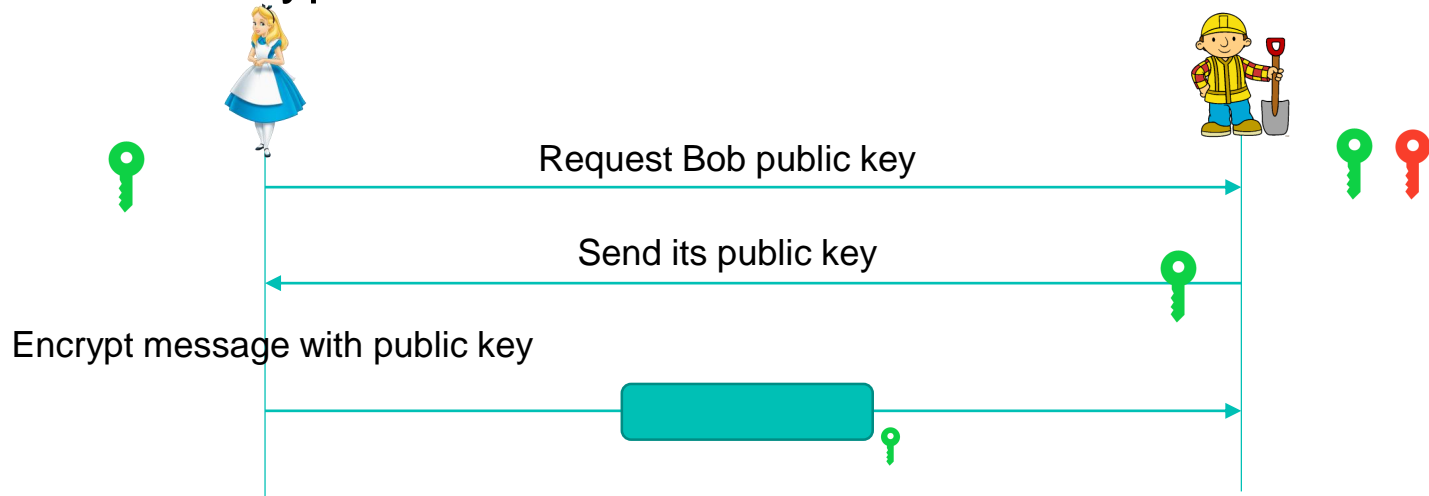 Request Bob public key
Send its public key
Encrypt message with public key